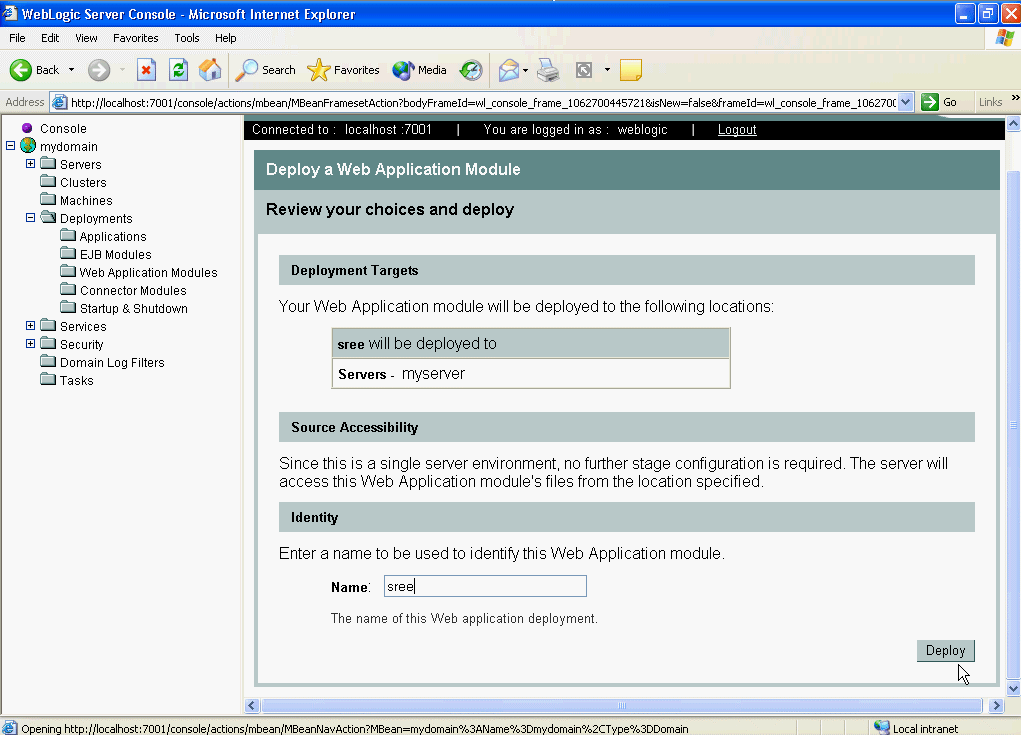 WebLogic Server Console - Microsoft Internet Explorer
File Edit View Favorites Tools Help
Back Search Favorites Media
Address http://localhost:7001/console/actions/mbean/MBeanFramesetAction?bodyFrameId=wl_console_frame_1062700445721&isNew=false&frameId=wl_console_frame_106270 Go Links »
Console
mydomain
Servers
Clusters
Machines
Deployments
Applications
EJB Modules
Web Application Modules
Connector Modules
Startup & Shutdown
Services
Security
Domain Log Filters
Tasks
Connected to : localhost :7001 | You are logged in as : weblogic | Logout
Deploy a Web Application Module
Review your choices and deploy
Deployment Targets
Your Web Application module will be deployed to the following locations:
sree will be deployed to
Servers - myserver
Source Accessibility
Since this is a single server environment, no further stage configuration is required. The server will
access this Web Application module's files from the location specified.
Identity
Enter a name to be used to identify this Web Application module.
Name: sree
The name of this Web application deployment.
Deploy
Opening http://localhost:7001/console/actions/mbean/MBeanNavAction?MBean=mydomain%3AName%3Dmydomain%2CType%3DDomain Local intranet